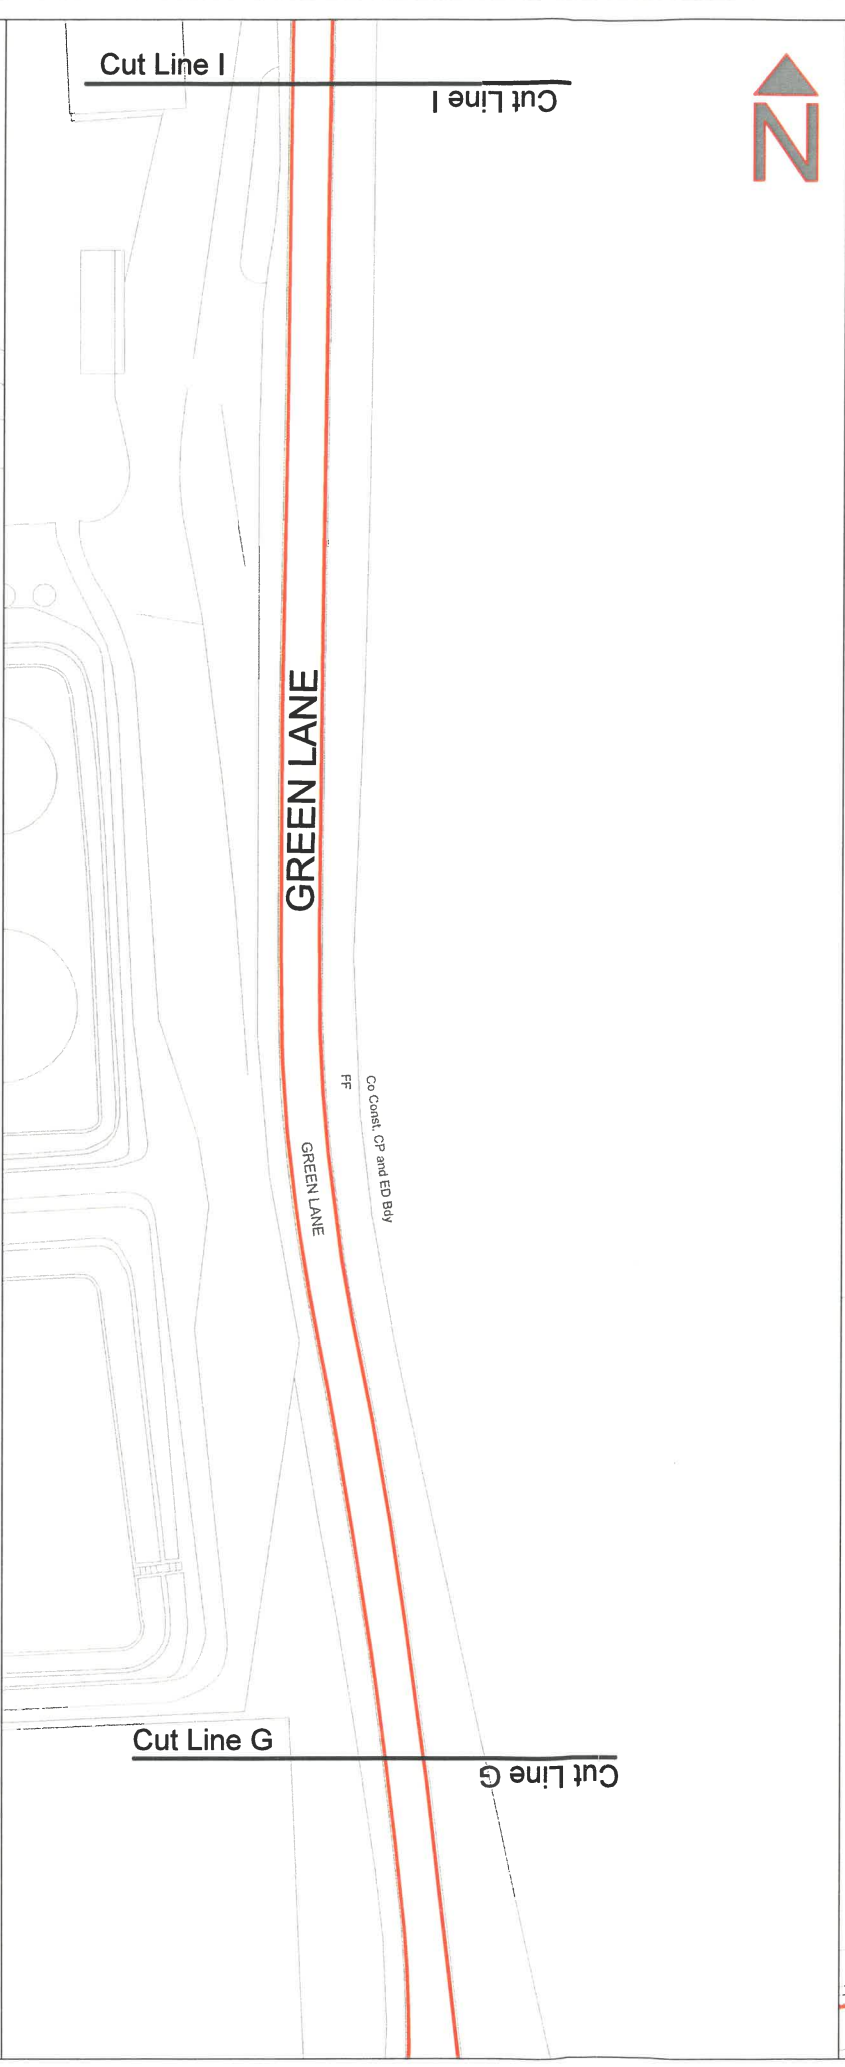 Cut Line I
Cut Line I
N
GREEN LANE
FF
Co Const, CP and ED Bdy
GREEN LANE
Cut Line G
Cut Line G